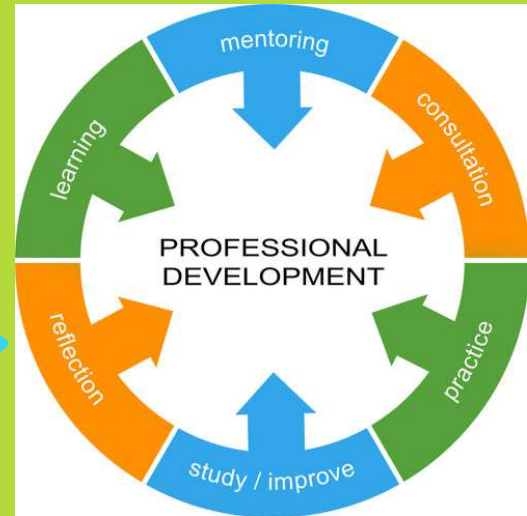 mentoring
consultation
learning
PROFESSIONAL
DEVELOPMENT
reflection
practice
study / improve